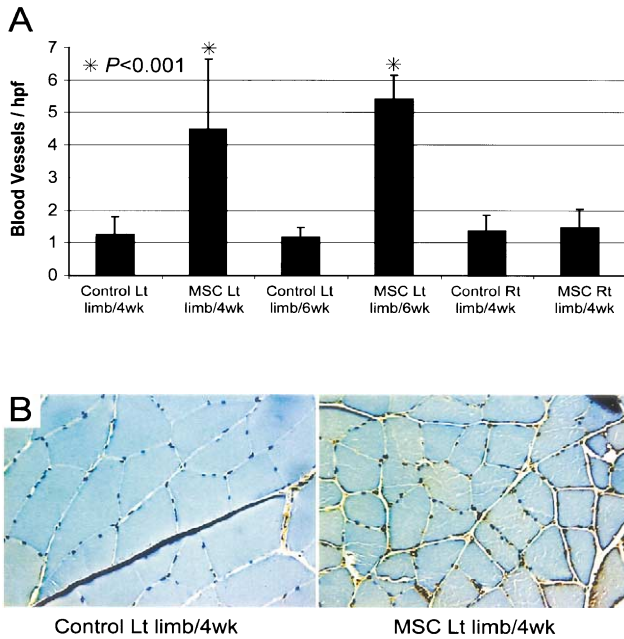 A
Blood Vessels / hpf
7
6
5
4
3
2
1
0
✳ P<0.001
✳
✳
Control Lt limb/4wk
MSC Lt limb/4wk
Control Lt limb/6wk
MSC Lt limb/6wk
Control Rt limb/4wk
MSC Rt limb/4wk
B
Control Lt limb/4wk
MSC Lt limb/4wk